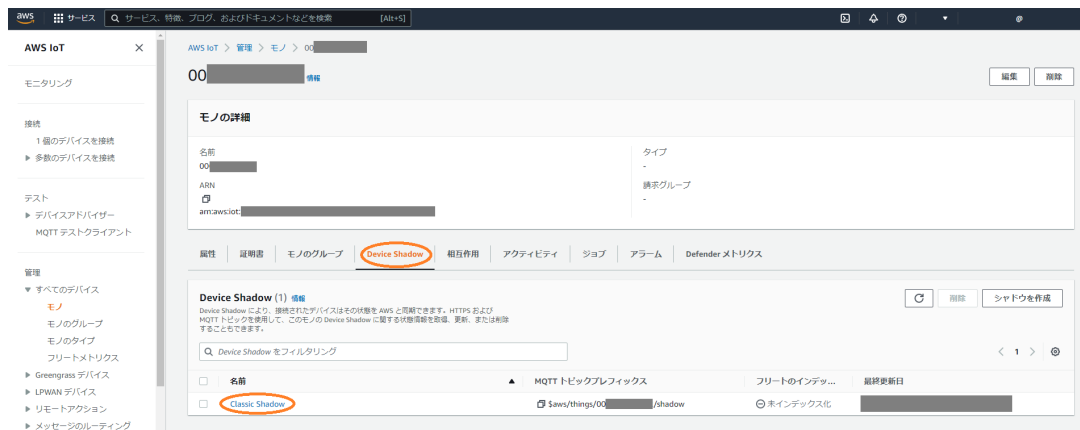 aws サービス サービス、特徴、ブログ、およびドキュメントなどを検索 [Alt+S] @
AWS IoT
モニタリング
接続
1 個のデバイスを接続
多数のデバイスを接続
テスト
デバイスアドバイザー
MQTT テストクライアント
管理
すべてのデバイス
モノ
モノのグループ
モノのタイプ
フリートメトリクス
Greengrass デバイス
LPWAN デバイス
リモートアクション
メッセージのルーティング
AWS IoT > 管理 > モノ > 00
00 情報
編集 削除
モノの詳細
名前
00
ARN
arn:aws:iot:
タイプ
-
請求グループ
-
属性 証明書 モノのグループ Device Shadow 相互作用 アクティビティ ジョブ アラーム Defender メトリクス
Device Shadow (1) 情報
Device Shadow により、接続されたデバイスはその状態を AWS と同期できます。HTTPS および
MQTT トピックを使用して、このモノの Device Shadow に関する状態情報を取得、更新、または削除
することもできます。
削除 シャドウを作成
Device Shadow をフィルタリング
< 1 >
名前 MQTT トピックプレフィックス フリートのインデッ... 最終更新日
Classic Shadow $aws/things/00 /shadow 未インデックス化